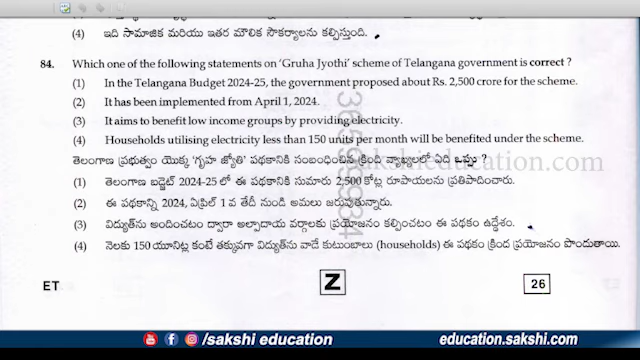 (4) ఇది సామాజిక మరియు ఇతర మౌలిక సౌకర్యాలను కల్పిస్తుంది.
84. Which one of the following statements on ‘Gruha Jyothi’ scheme of Telangana government is correct ?
(1) In the Telangana Budget 2024-25, the government proposed about Rs. 2,500 crore for the scheme.
(2) It has been implemented from April 1, 2024.
(3) It aims to benefit low income groups by providing electricity.
(4) Households utilising electricity less than 150 units per month will be benefited under the scheme.
తెలంగాణ ప్రభుత్వం యొక్క ‘గృహ జ్యోతి’ పథకానికి సంబంధించిన క్రింది వ్యాఖ్యలలో ఏది ఒప్పు ?
(1) తెలంగాణ బడ్జెట్ 2024-25 లో ఈ పథకానికి సుమారు 2,500 కోట్ల రూపాయలను ప్రతిపాదించారు.
(2) ఈ పథకాన్ని 2024, ఏప్రిల్ 1 వ తేదీ నుండి అమలు జరుపుతున్నారు.
(3) విద్యుత్‌ను అందించటం ద్వారా అల్పాదాయ వర్గాలకు ప్రయోజనం కల్పించటం ఈ పథకం ఉద్దేశం.
(4) నెలకు 150 యూనిట్ల కంటే తక్కువగా విద్యుత్‌ను వాడే కుటుంబాలు (households) ఈ పథకం క్రింద ప్రయోజనం పొందుతాయి.
ET Z 26
/sakshi education education.sakshi.com